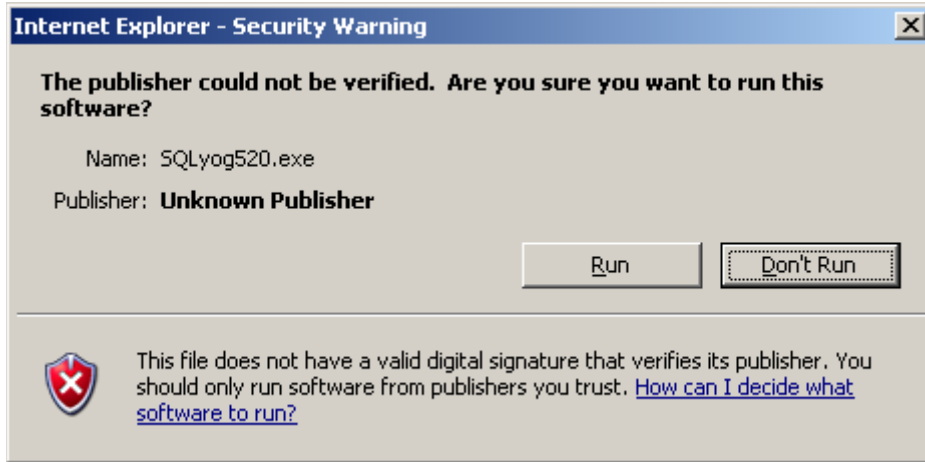 Internet Explorer - Security Warning
The publisher could not be verified. Are you sure you want to run this
software?
Name: SQLyog520.exe
Publisher: Unknown Publisher
Run Don't Run
This file does not have a valid digital signature that verifies its publisher. You
should only run software from publishers you trust. How can I decide what
software to run?